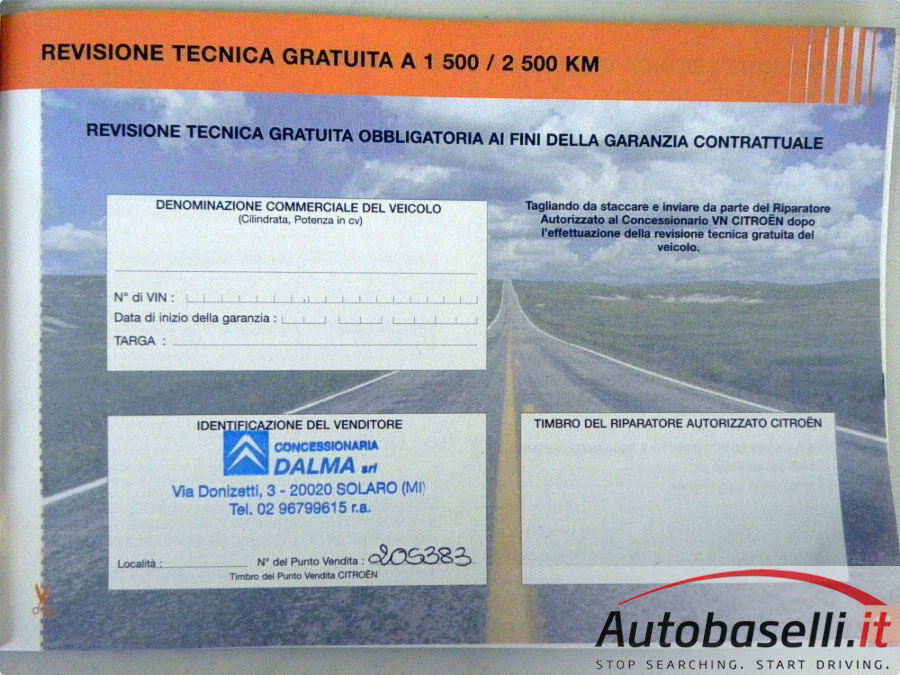 REVISIONE TECNICA GRATUITA A 1 500 / 2 500 KM
REVISIONE TECNICA GRATUITA OBBLIGATORIA AI FINI DELLA GARANZIA CONTRATTUALE
DENOMINAZIONE COMMERCIALE DEL VEICOLO
(Cilindrata, Potenza in cv)
N° di VIN :
Data di inizio della garanzia :
TARGA :
Tagliando da staccare e inviare da parte del Riparatore
Autorizzato al Concessionario VN CITROËN dopo
l'effettuazione della revisione tecnica gratuita del
veicolo.
IDENTIFICAZIONE DEL VENDITORE
CONCESSIONARIA
DALMA srl
Via Donizetti, 3 - 20020 SOLARO (MI)
Tel. 02 96799615 r.a.
Località : N° del Punto Vendita : 205383
Timbro del Punto Vendita CITROËN
TIMBRO DEL RIPARATORE AUTORIZZATO CITROËN
Autobaselli.it
STOP SEARCHING. START DRIVING.